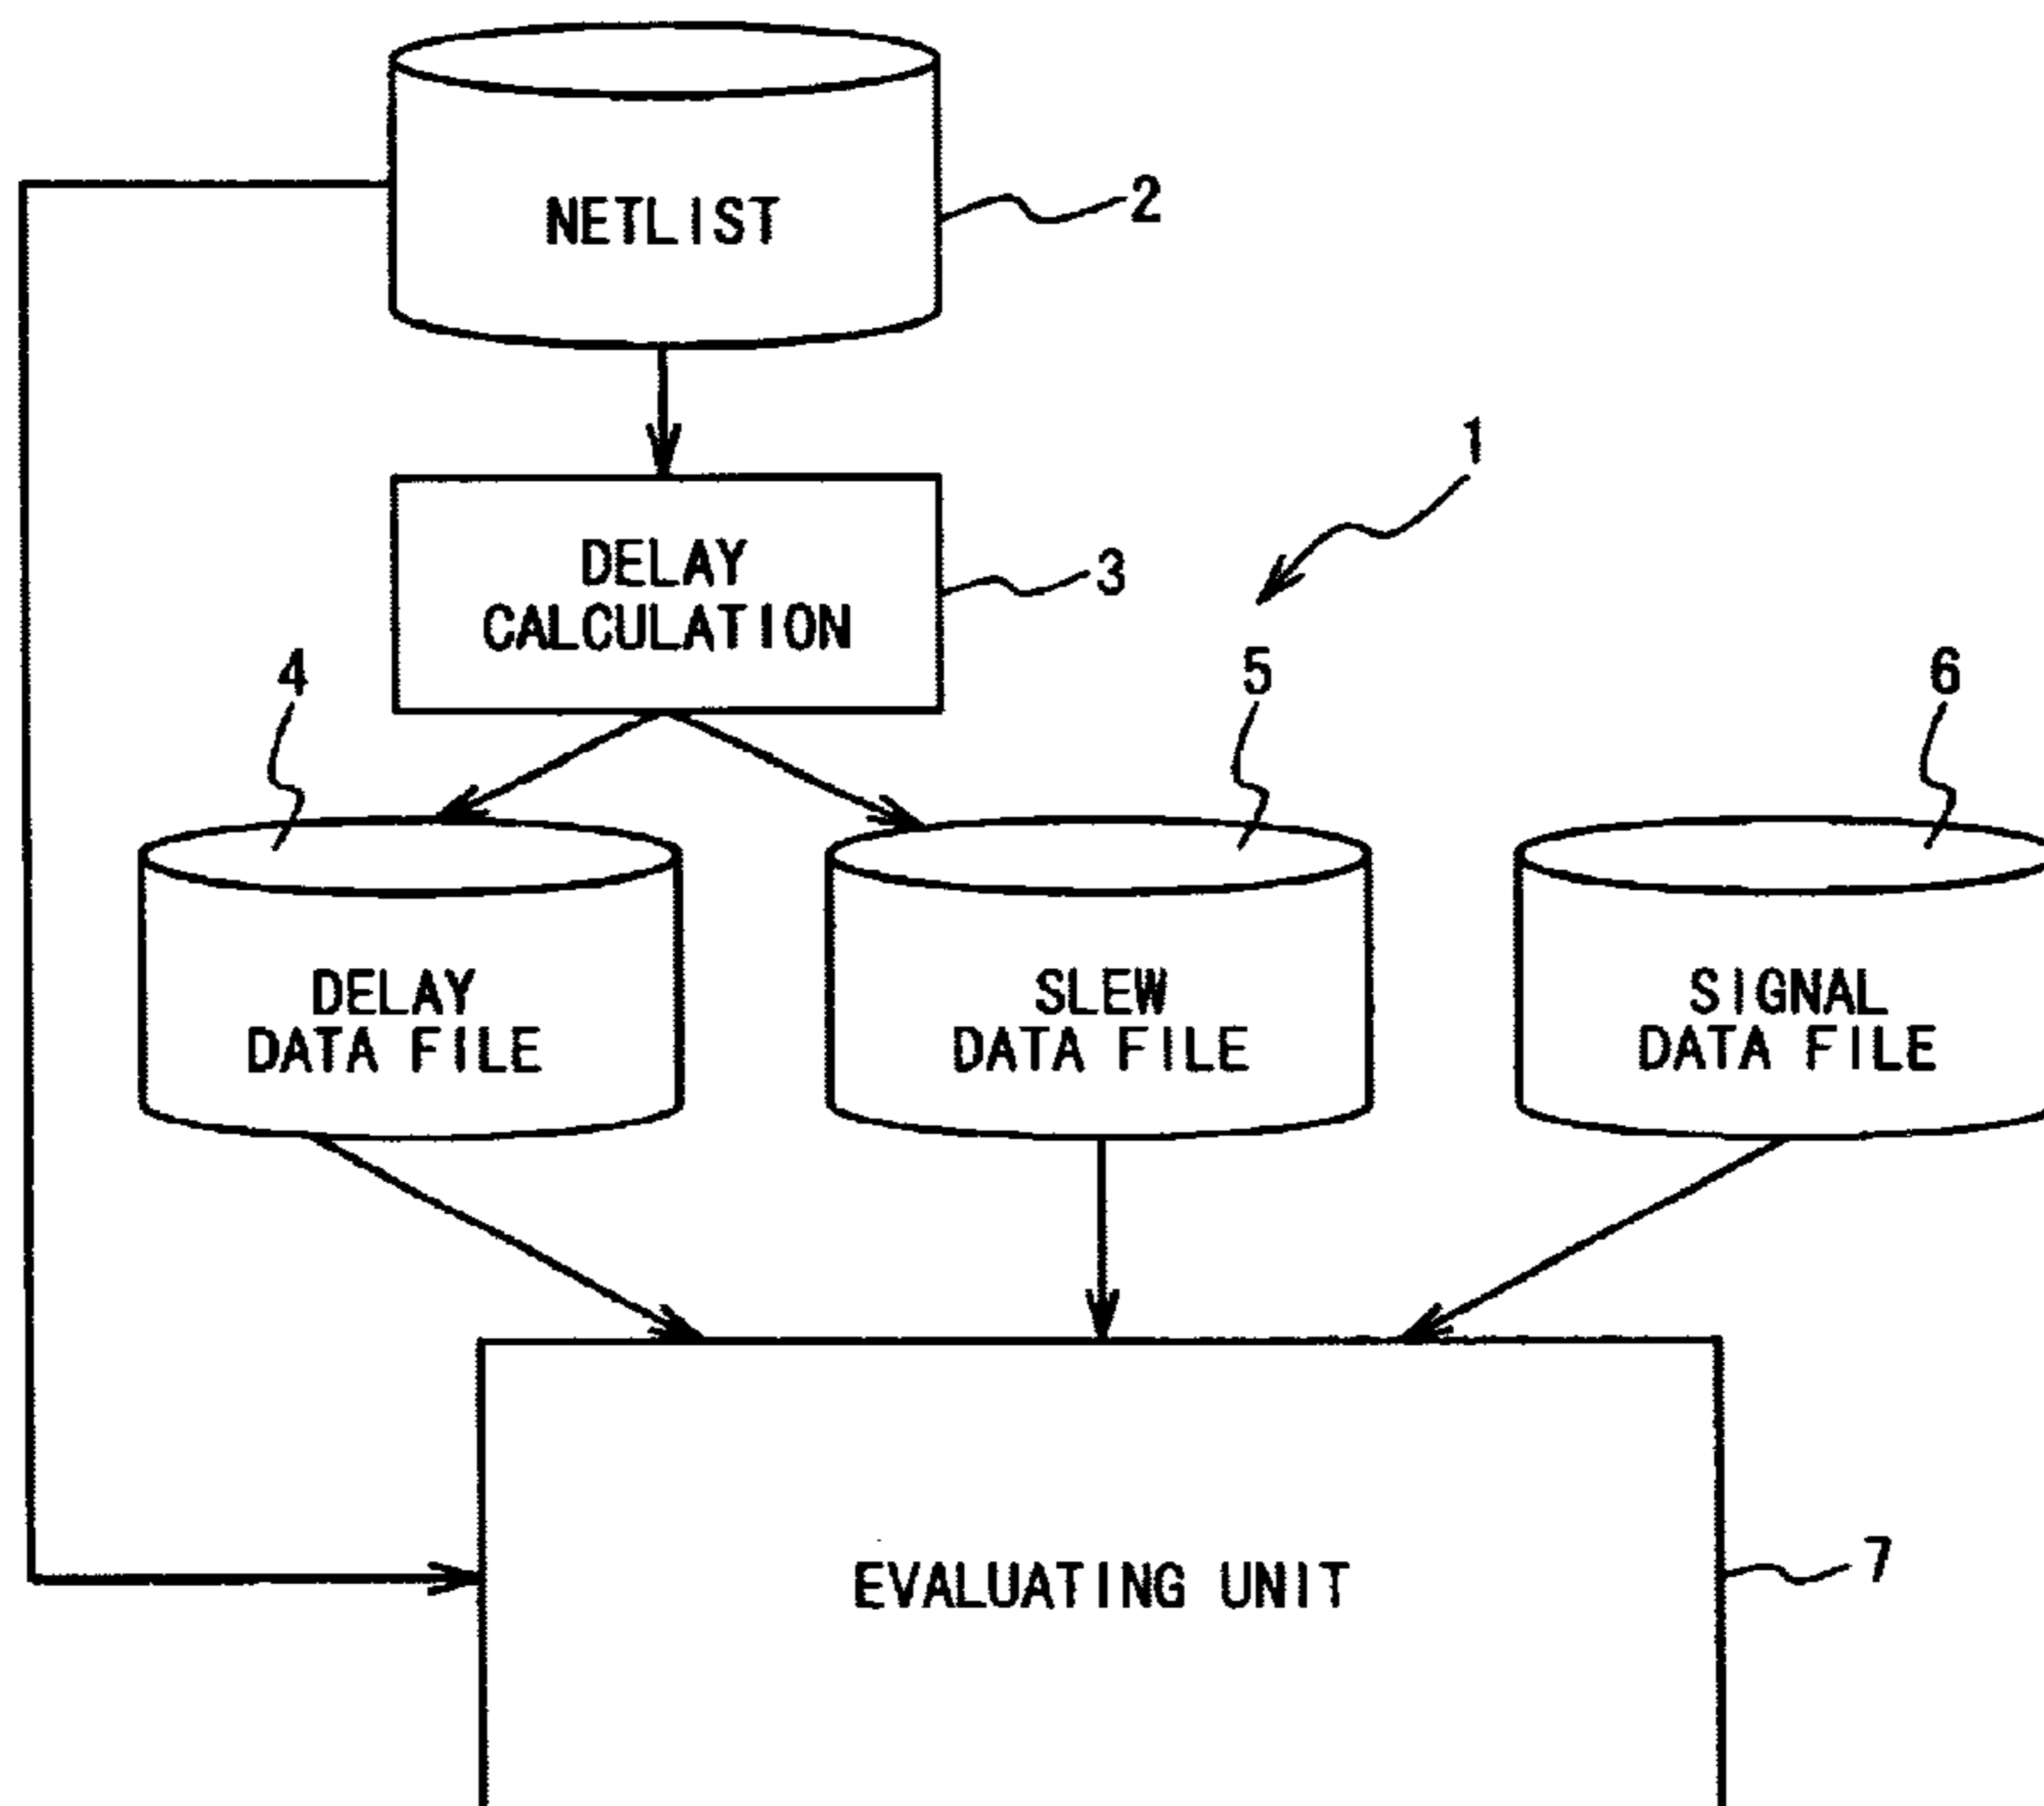 NETLIST
2
1
DELAY
CALCULATION
3
4
5
6
DELAY
DATA FILE
SLEW
DATA FILE
SIGNAL
DATA FILE
EVALUATING UNIT
7